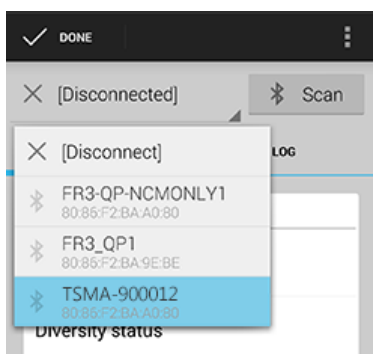 DONE
[Disconnected]
Scan
[Disconnect]
LOG
FR3-QP-NCMONLY1
80:86:F2:BA:A0:80
FR3_QP1
80:86:F2:BA:9E:BE
TSMA-900012
80:86:F2:BA:A0:80
Diversity status